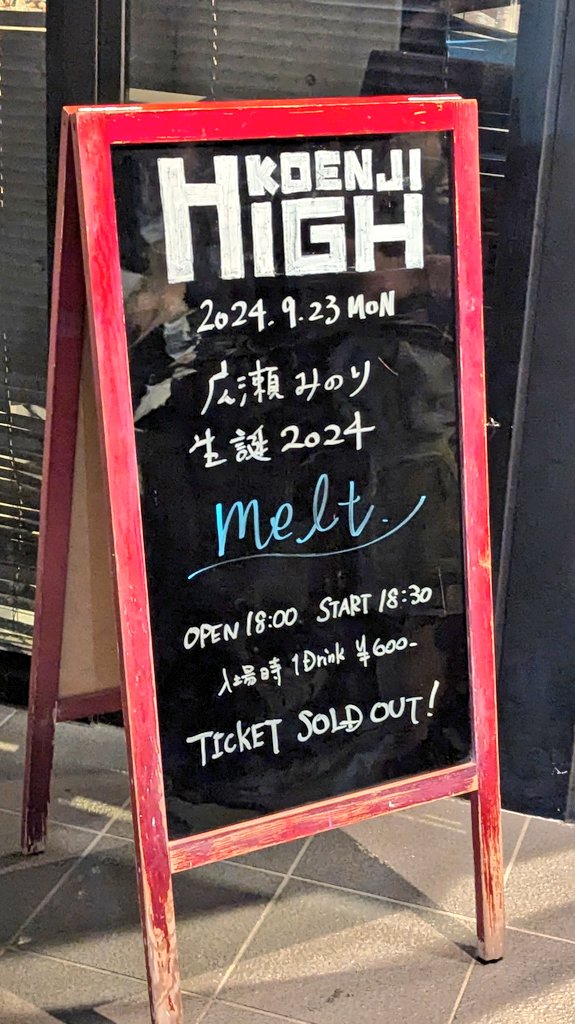 KOENJI
HIGH
2024.9.23 MON
広瀬みのり
生誕2024
melt.
OPEN 18:00 START 18:30
入場時 1Drink ¥600-
TICKET SOLD OUT!